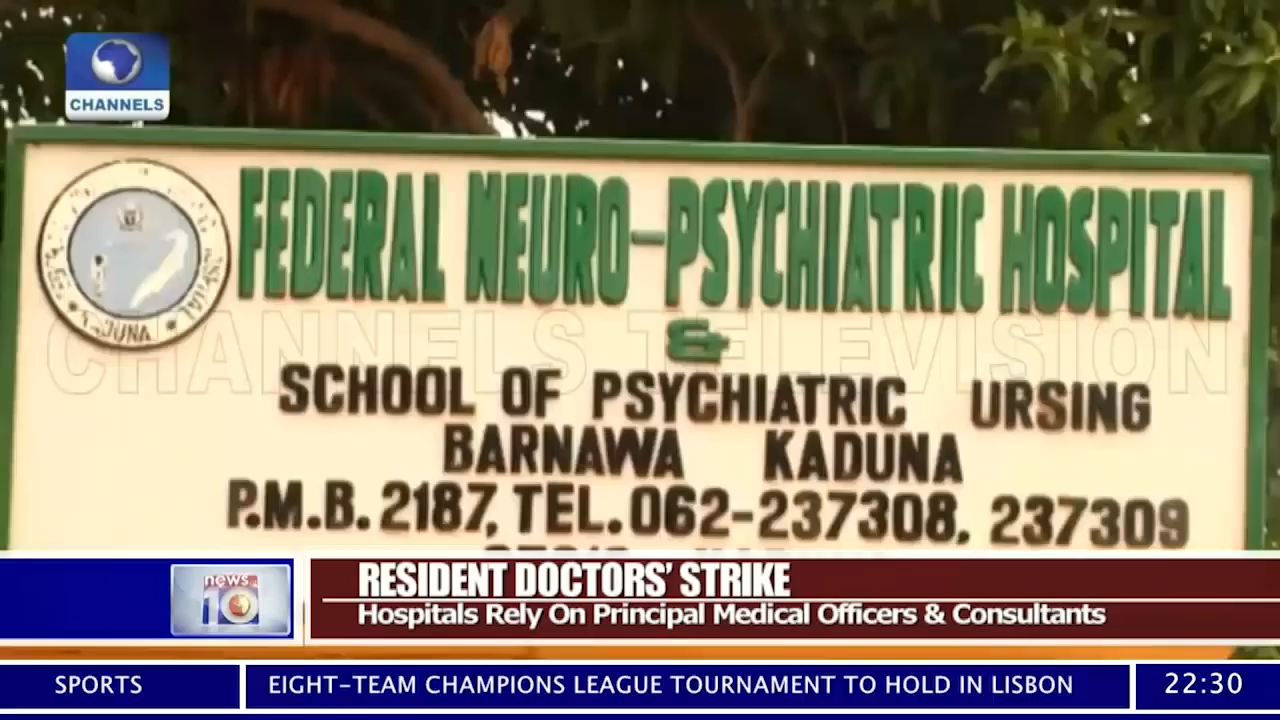 CHANNELS
FEDERAL NEURO-PSYCHIATRIC HOSPITAL
&
CHANNELS TELEVISION
SCHOOL OF PSYCHIATRIC URSING
BARNAWA KADUNA
P.M.B. 2187, TEL. 062-237308, 237309
news
10
RESIDENT DOCTORS' STRIKE
Hospitals Rely On Principal Medical Officers & Consultants
SPORTS
EIGHT-TEAM CHAMPIONS LEAGUE TOURNAMENT TO HOLD IN LISBON
22:30